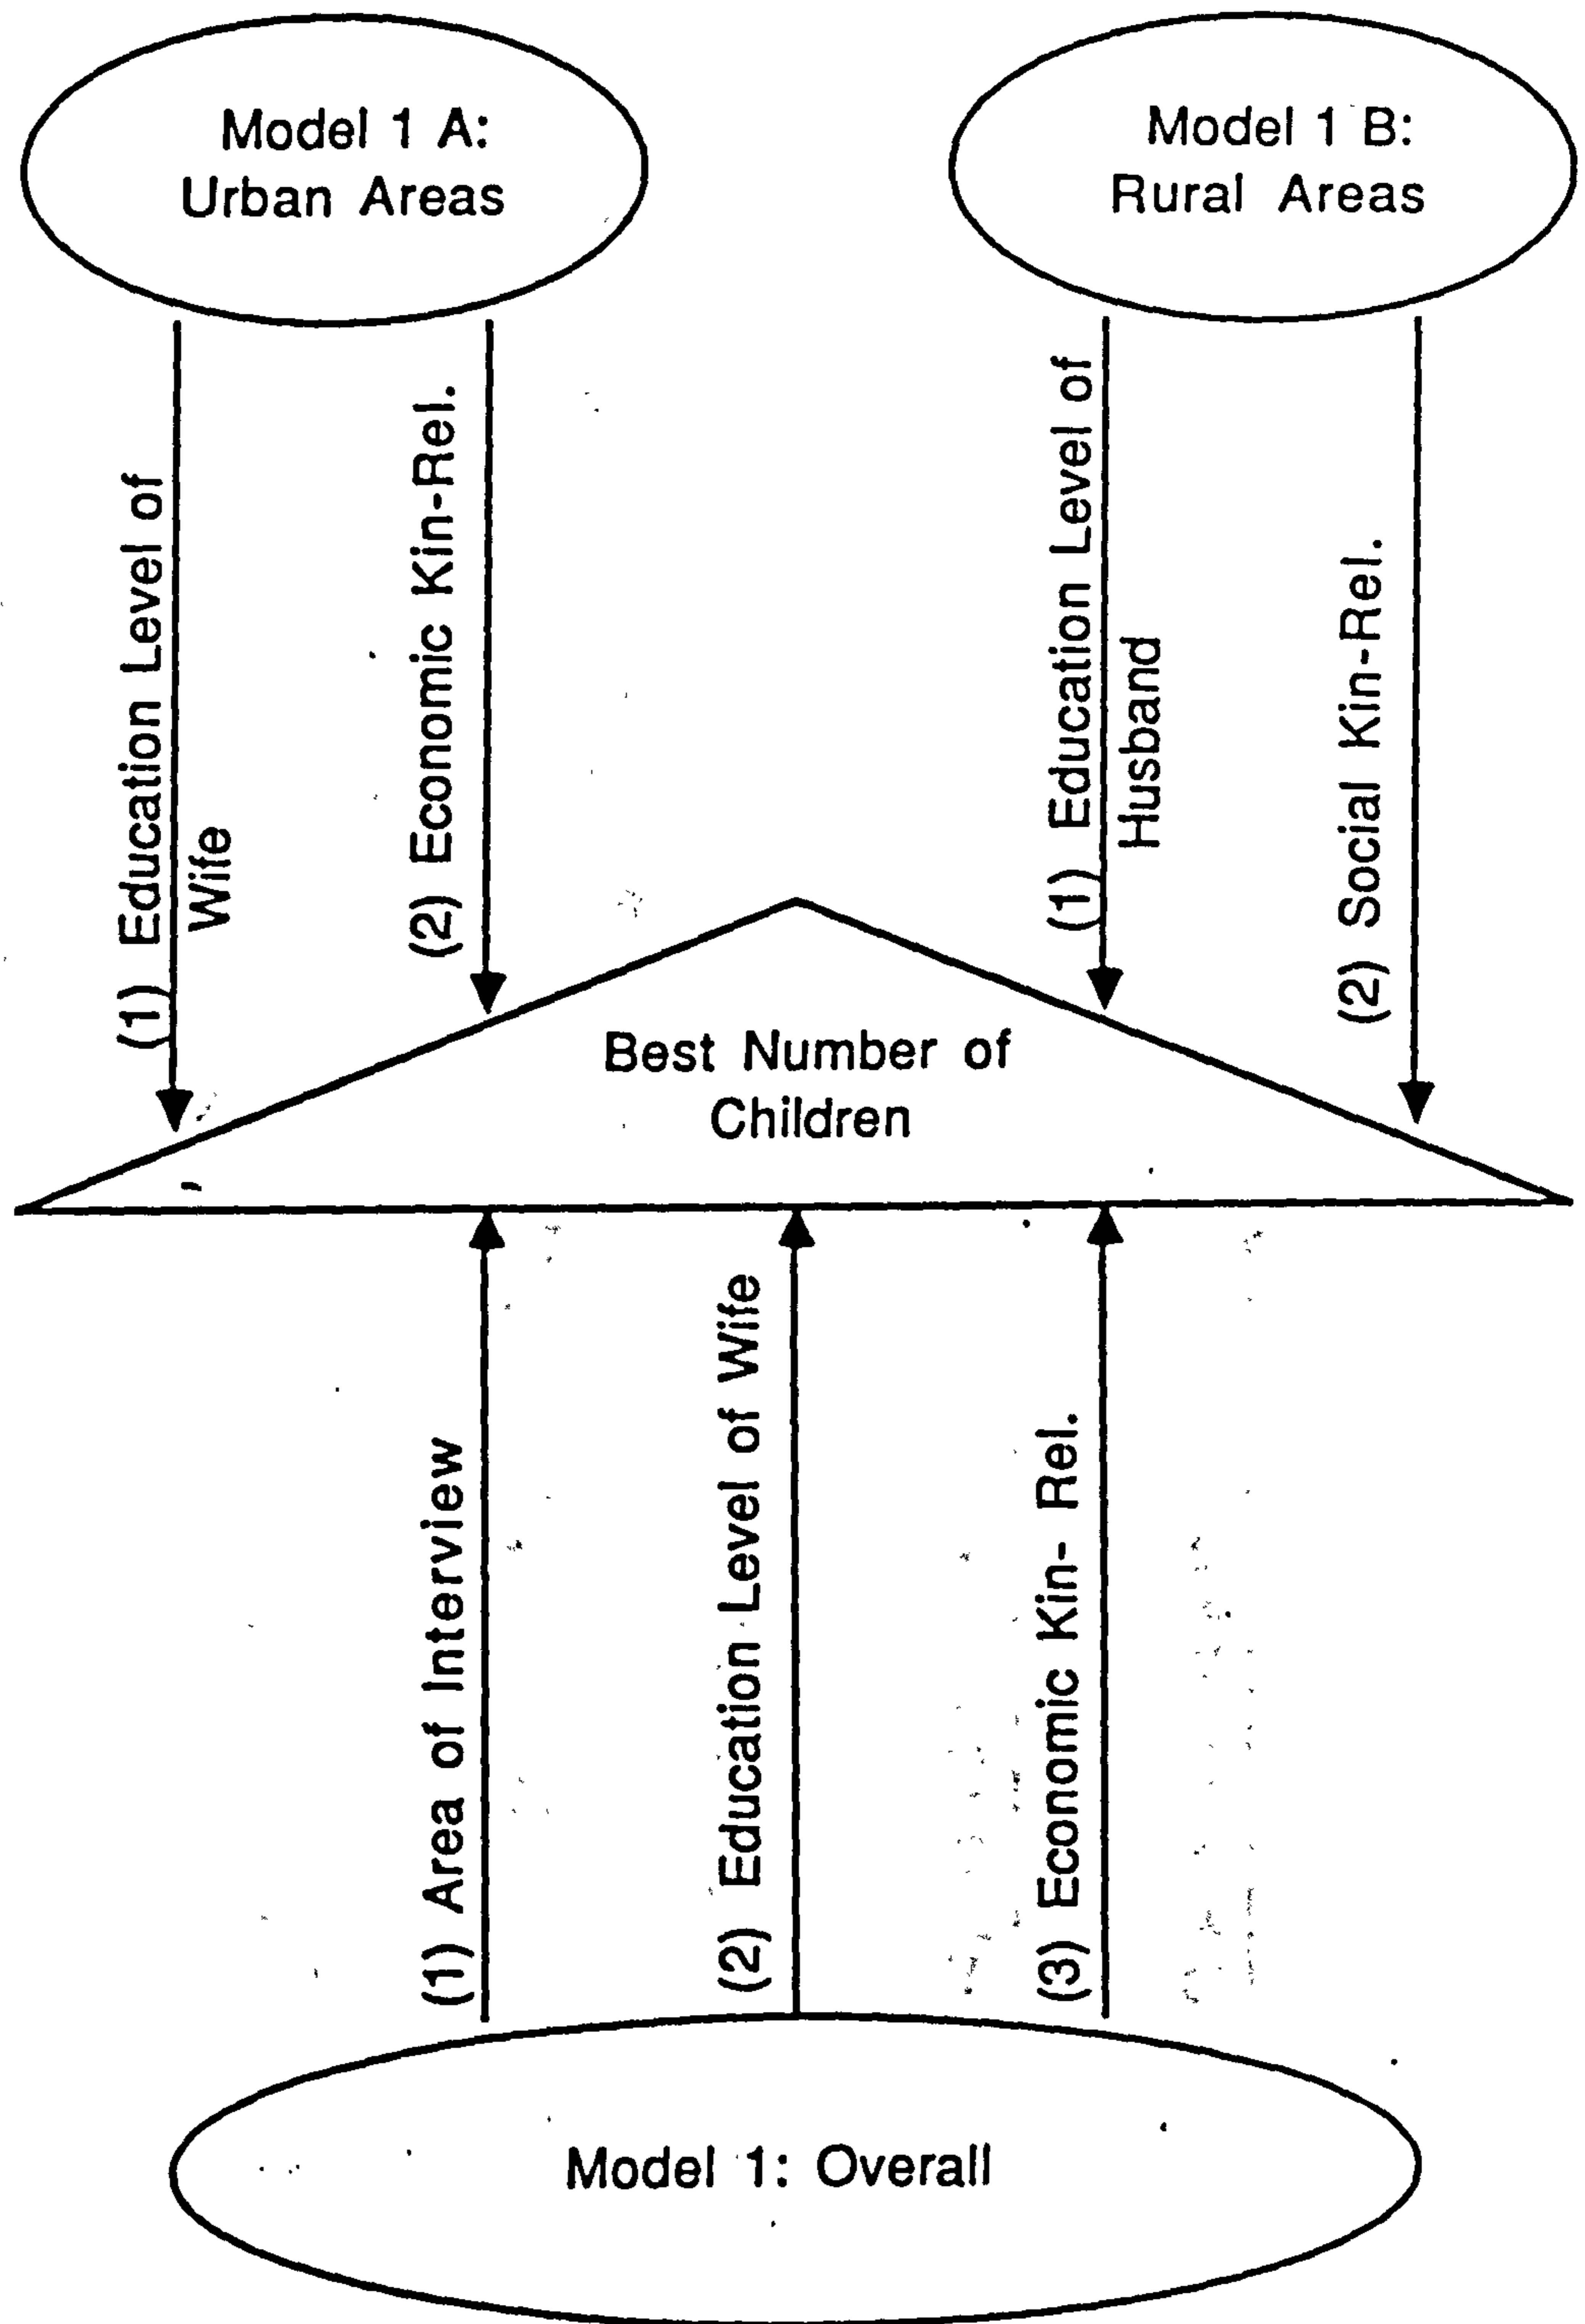 Model 1 A:
Urban Areas
Model 1 B:
Rural Areas
(1) Education Level of
Wife
(2) Economic Kin-Rel.
(1) Education Level of
Husband
(2) Social Kin-Rel.
Best Number of
Children
(1) Area of Interview
(2) Education Level of Wife
(3) Economic Kin- Rel.
Model 1: Overall